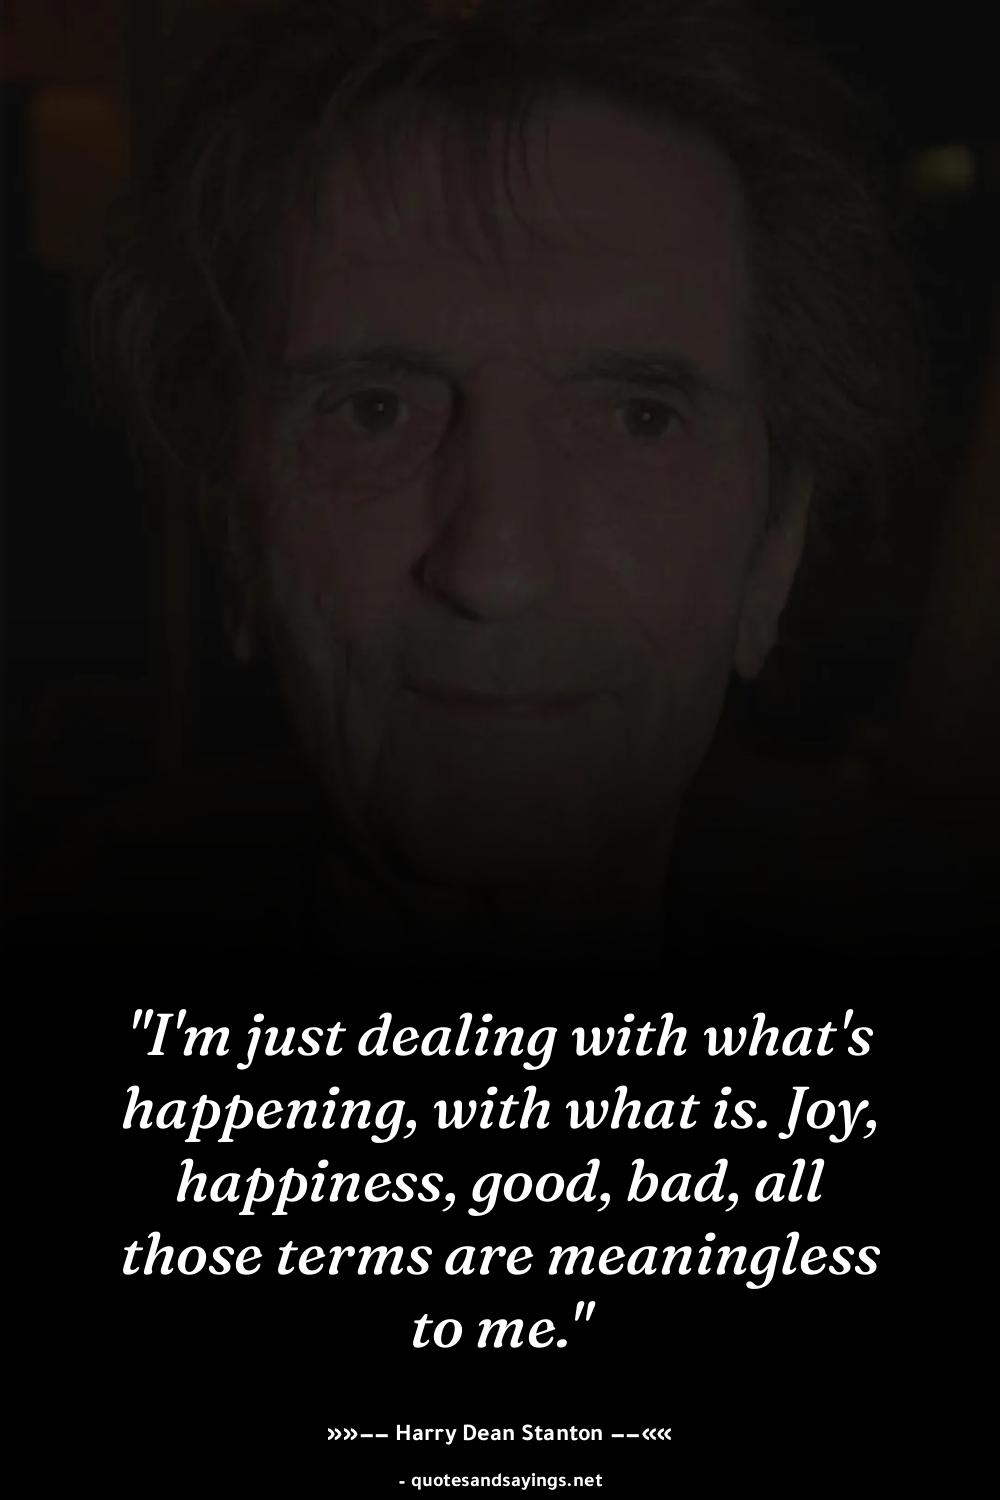 "I'm just dealing with what's
happening, with what is. Joy,
happiness, good, bad, all
those terms are meaningless
to me."
»»–– Harry Dean Stanton ––««
- quotesandsayings.net